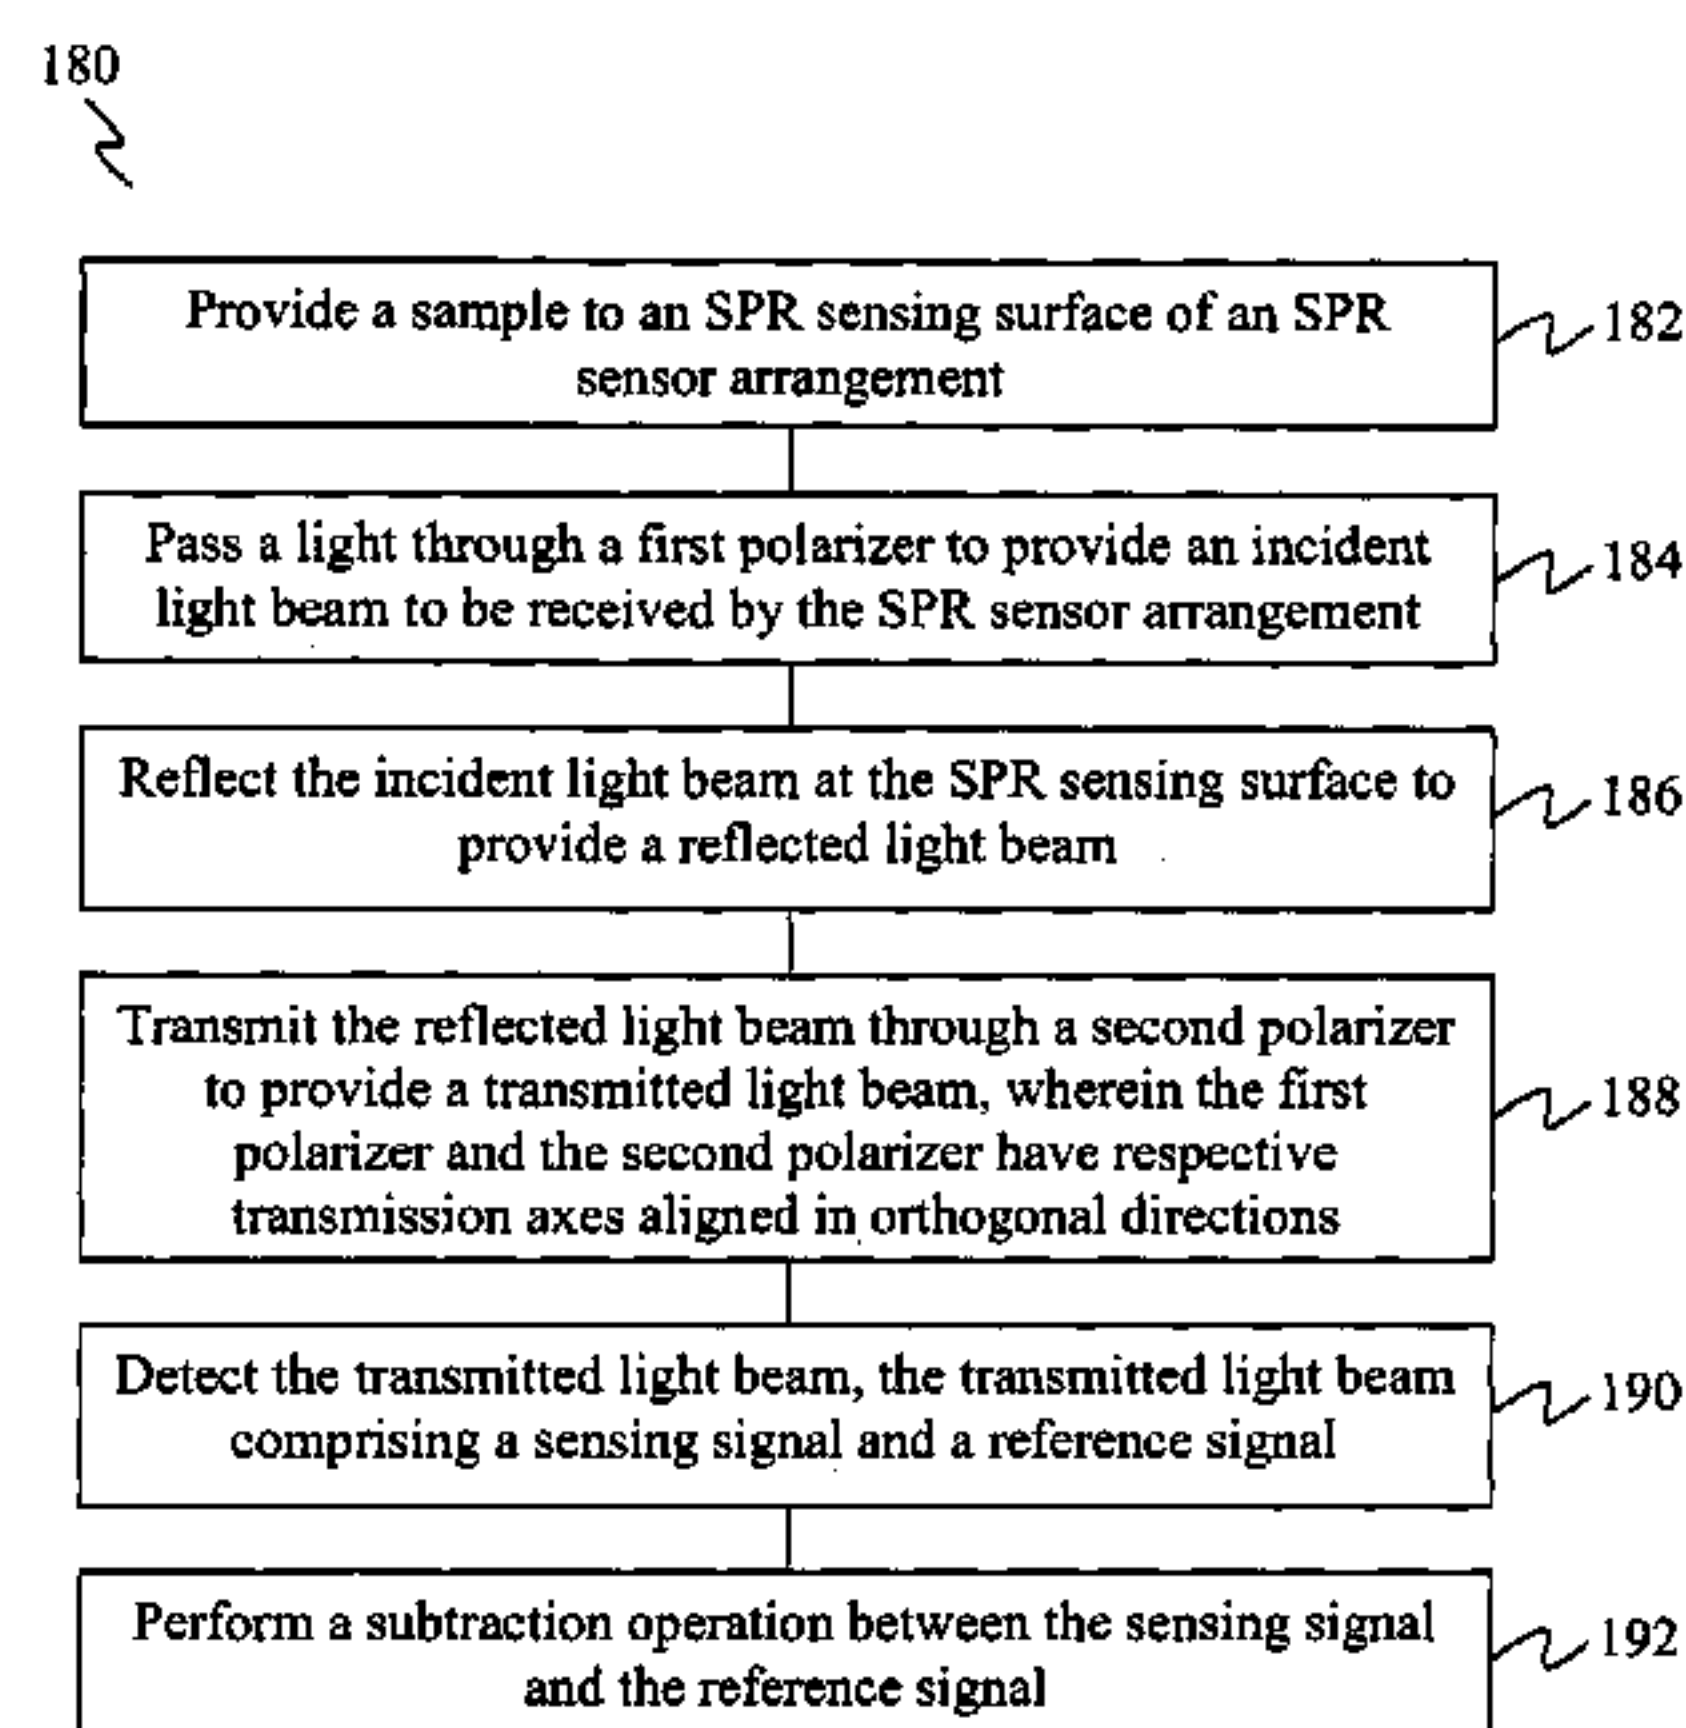 180
Provide a sample to an SPR sensing surface of an SPR
sensor arrangement
182
Pass a light through a first polarizer to provide an incident
light beam to be received by the SPR sensor arrangement
184
Reflect the incident light beam at the SPR sensing surface to
provide a reflected light beam
186
Transmit the reflected light beam through a second polarizer
to provide a transmitted light beam, wherein the first
polarizer and the second polarizer have respective
transmission axes aligned in orthogonal directions
188
Detect the transmitted light beam, the transmitted light beam
comprising a sensing signal and a reference signal
190
Perform a subtraction operation between the sensing signal
and the reference signal
192